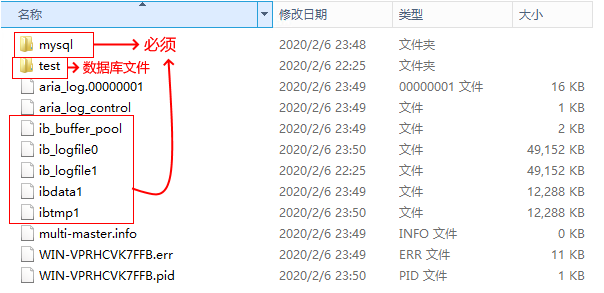 名称 修改日期 类型 大小
mysql 必须 2020/2/6 23:48 文件夹
test 数据库文件 2020/2/6 22:25 文件夹
aria_log.00000001 2020/2/6 23:49 00000001 文件 16 KB
aria_log_control 2020/2/6 23:49 文件 1 KB
ib_buffer_pool 2020/2/6 23:49 文件 2 KB
ib_logfile0 2020/2/6 23:50 文件 49,152 KB
ib_logfile1 2020/2/6 22:25 文件 49,152 KB
ibdata1 2020/2/6 23:49 文件 12,288 KB
ibtmp1 2020/2/6 23:50 文件 12,288 KB
multi-master.info 2020/2/6 23:49 INFO 文件 0 KB
WIN-VPRHCVK7FFB.err 2020/2/6 23:49 ERR 文件 11 KB
WIN-VPRHCVK7FFB.pid 2020/2/6 23:50 PID 文件 1 KB